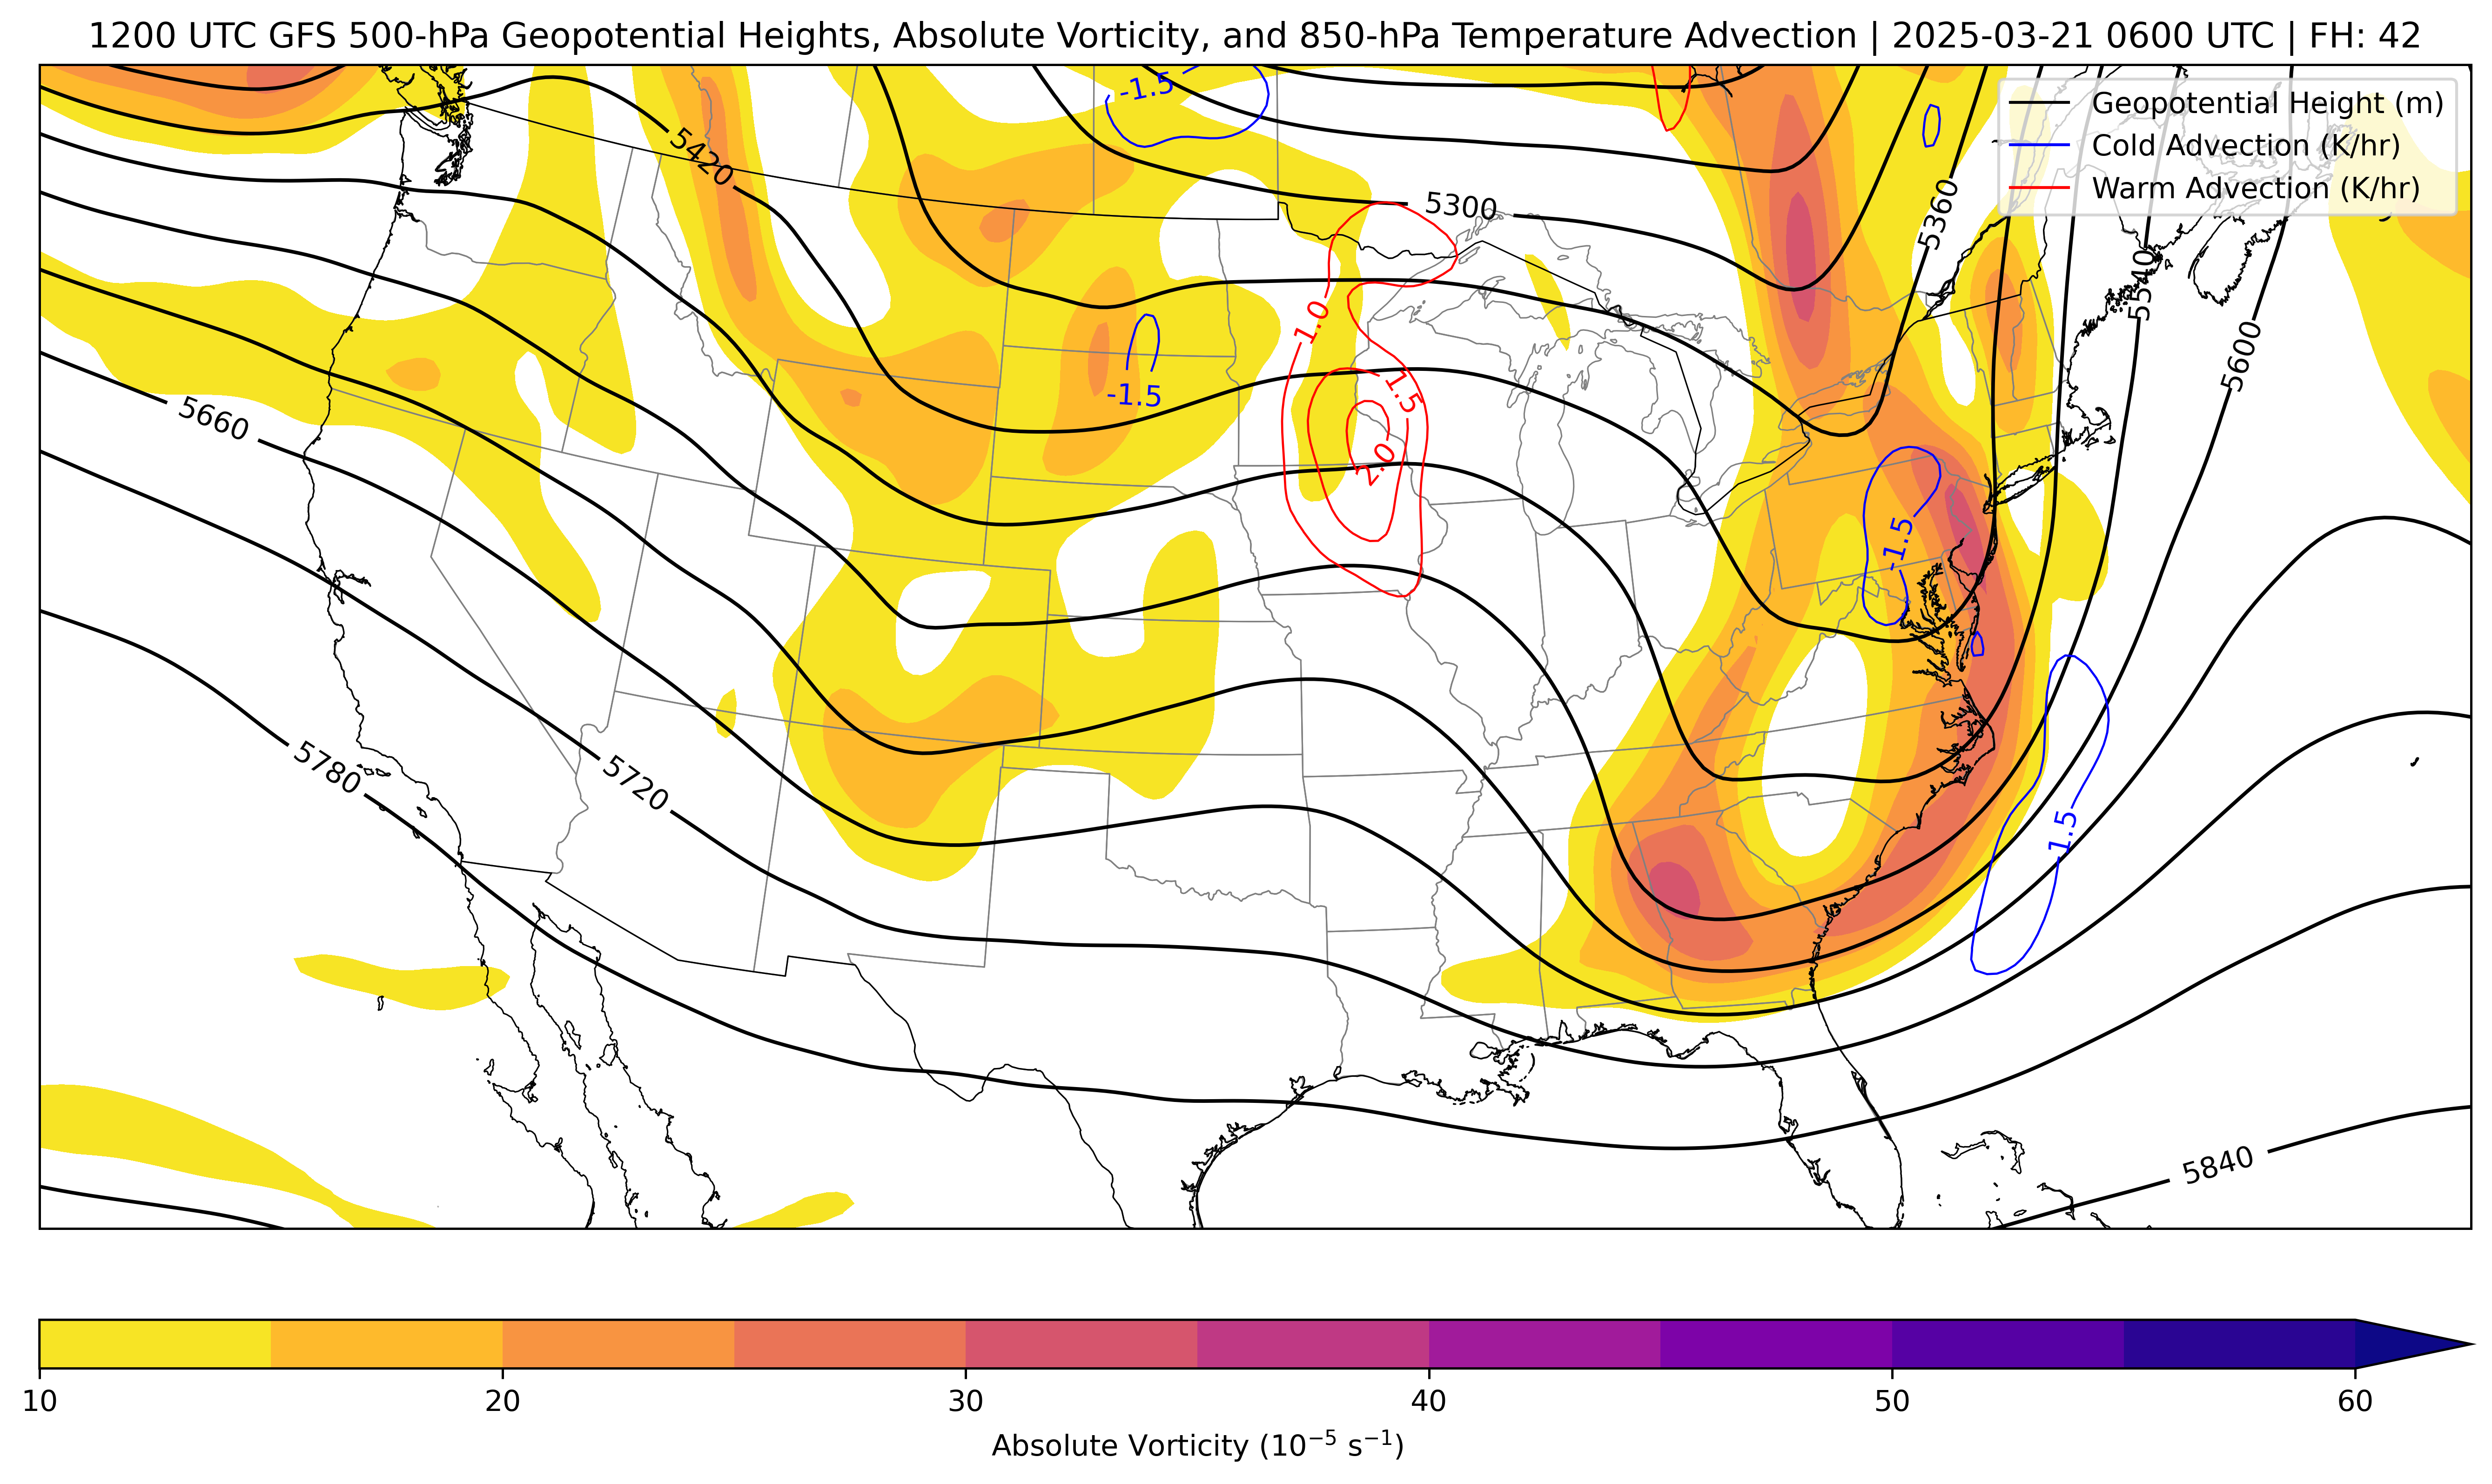 1200 UTC GFS 500-hPa Geopotential Heights, Absolute Vorticity, and 850-hPa Temperature Advection | 2025-03-21 0600 UTC | FH: 42
Geopotential Height (m)
Cold Advection (K/hr)
Warm Advection (K/hr)
-1.5
5420
5300
5360
5540
1.0
5600
-1.5
1.5
5660
2.0
-1.5
5780
5720
-1.5
5840
10 20 30 40 50 60
Absolute Vorticity (10⁻⁵ s⁻¹)